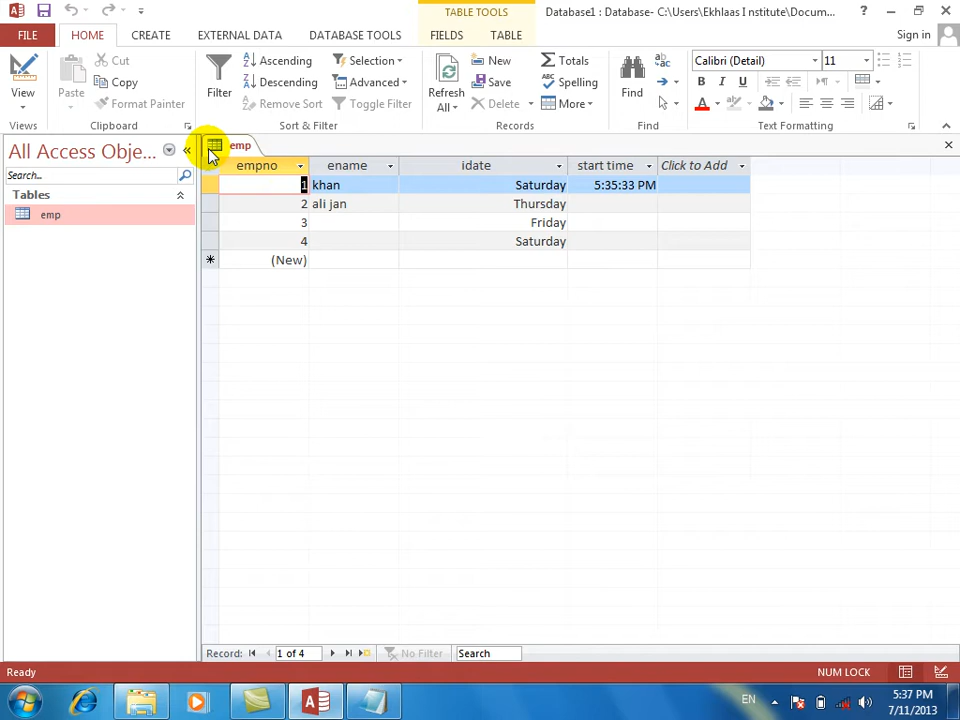 TABLE TOOLS
Database1 : Database- C:\Users\Ekhlaas I nstitute\Docum...
?
FILE
HOME
CREATE
EXTERNAL DATA
DATABASE TOOLS
FIELDS
TABLE
Sign in
View
Paste
Cut
Copy
Format Painter
Filter
Ascending
Descending
Remove Sort
Selection
Advanced
Toggle Filter
Refresh All
New
Save
Delete
Totals
Spelling
More
Find
Calibri (Detail)
11
B I U
A
Views
Clipboard
Sort & Filter
Records
Find
Text Formatting
All Access Obje...
Search...
Tables
emp
emp
empno ename idate start time Click to Add
1 khan Saturday 5:35:33 PM
2 ali jan Thursday
3 Friday
4 Saturday
(New)
Record: 1 of 4 No Filter Search
Ready
NUM LOCK
EN
5:37 PM
7/11/2013